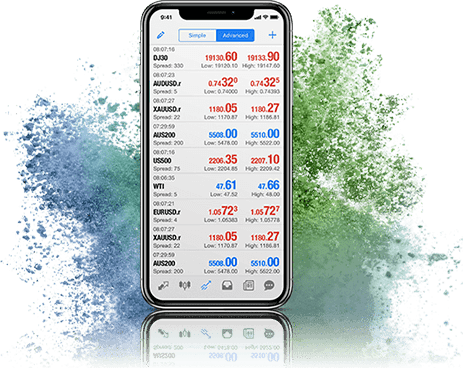 9:41
Simple Advanced
08:07:16
DJ30 19130.60 19133.90
Spread: 330 Low: 19120.10 High: 19147.60
08:07:23
AUDUSD.r 0.74320 0.74325
Spread: 5 Low: 0.74000 High: 0.74393
08:07:27
XAUUSD.r 1180.05 1180.27
Spread: 22 Low: 1170.87 High: 1186.81
07:29:59
AUS200 5508.00 5510.00
Spread: 200 Low: 5478.00 High: 5522.00
08:07:16
US500 2206.35 2207.10
Spread: 75 Low: 2204.85 High: 2209.42
08:06:35
WTI 47.61 47.66
Spread: 5 Low: 47.52 High: 48.00
08:07:21
EURUSD.r 1.05723 1.05727
Spread: 4 Low: 1.05383 High: 1.05778
08:07:27
XAUUSD.r 1180.05 1180.27
Spread: 22 Low: 1170.87 High: 1186.81
07:29:59
AUS200 5508.00 5510.00
Spread: 200 Low: 5478.00 High: 5522.00